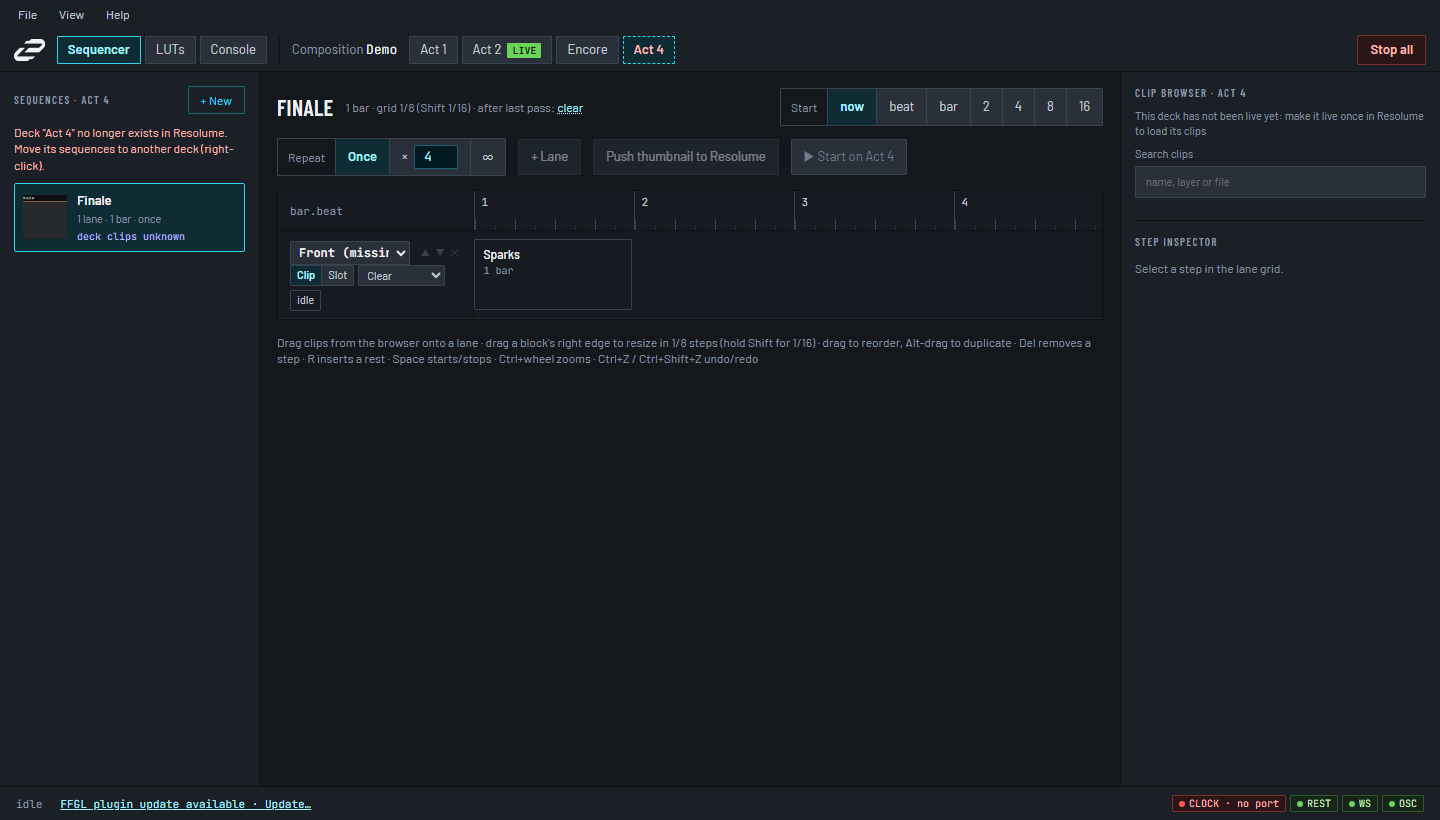 File View Help
Sequencer LUTs Console Composition Demo Act 1 Act 2 LIVE Encore Act 4 Stop all
SEQUENCES · ACT 4
+ New
Deck "Act 4" no longer exists in Resolume.
Move its sequences to another deck (right-
click).
Finale
1 lane · 1 bar · once
deck clips unknown
FINALE 1 bar · grid 1/8 (Shift 1/16) · after last pass: clear
Start now beat bar 2 4 8 16
Repeat Once × 4 ∞ + Lane Push thumbnail to Resolume ▶ Start on Act 4
bar.beat 1 2 3 4
Front (missin ▲ ▼ ×
Clip Slot Clear
idle
Sparks
1 bar
Drag clips from the browser onto a lane · drag a block's right edge to resize in 1/8 steps (hold Shift for 1/16) · drag to reorder, Alt-drag to duplicate · Del removes a
step · R inserts a rest · Space starts/stops · Ctrl+wheel zooms · Ctrl+Z / Ctrl+Shift+Z undo/redo
CLIP BROWSER · ACT 4
This deck has not been live yet: make it live once in Resolume
to load its clips
Search clips
name, layer or file
STEP INSPECTOR
Select a step in the lane grid.
idle FFGL plugin update available · Update…
CLOCK · no port REST WS OSC